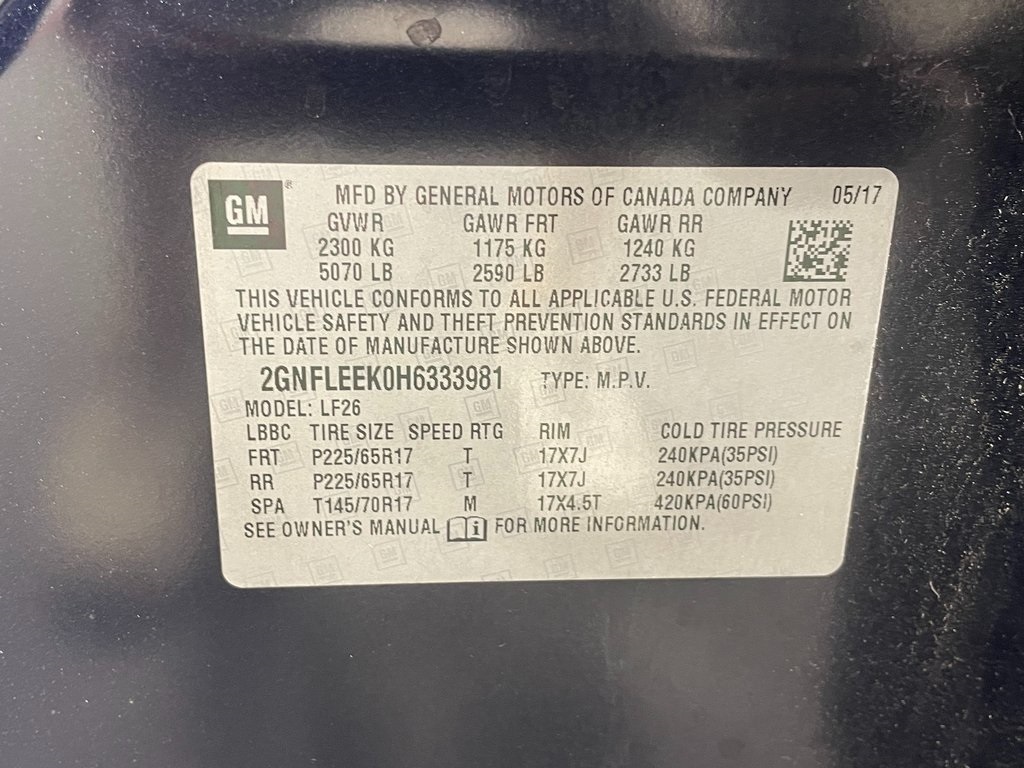 GM
MFD BY GENERAL MOTORS OF CANADA COMPANY 05/17
GVWR GAWR FRT GAWR RR
2300 KG 1175 KG 1240 KG
5070 LB 2590 LB 2733 LB
THIS VEHICLE CONFORMS TO ALL APPLICABLE U.S. FEDERAL MOTOR
VEHICLE SAFETY AND THEFT PREVENTION STANDARDS IN EFFECT ON
THE DATE OF MANUFACTURE SHOWN ABOVE.
2GNFLEEK0H6333981 TYPE: M.P.V.
MODEL: LF26
LBBC TIRE SIZE SPEED RTG RIM COLD TIRE PRESSURE
FRT P225/65R17 T 17X7J 240KPA(35PSI)
RR P225/65R17 T 17X7J 240KPA(35PSI)
SPA T145/70R17 M 17X4.5T 420KPA(60PSI)
SEE OWNER'S MANUAL i FOR MORE INFORMATION.